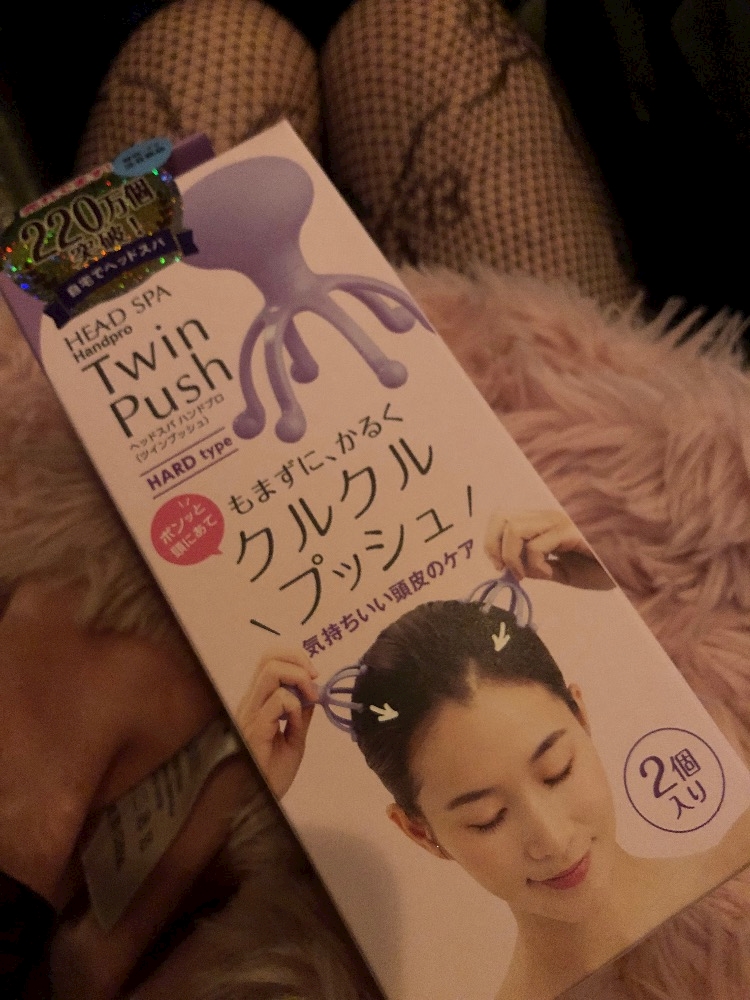 220万個
突破!
自宅でヘッドスパ
HEAD SPA
Handpro
Twin
Push
ヘッドスパ ハンドプロ
(ツインプッシュ)
HARD type
ポンッと
頭にあて
もまずに、かるく
クルクル
プッシュ
気持ちいい頭皮のケア
2個
入り